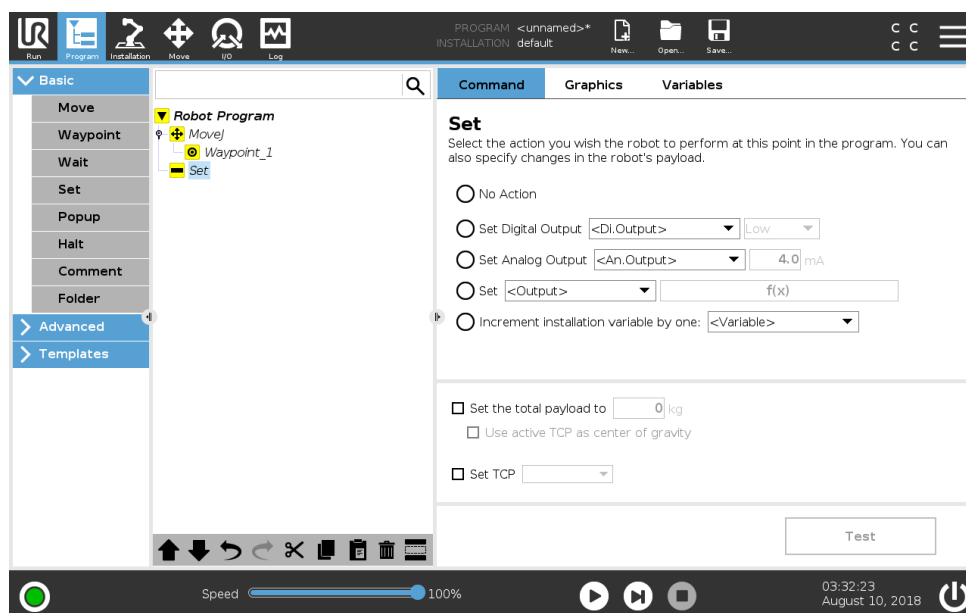 UR
PROGRAM <unnamed>*
INSTALLATION default
C C
C C
Run
Program
Installation
Move
I/O
Log
New...
Open...
Save...
Basic
Move
Waypoint
Wait
Set
Popup
Halt
Comment
Folder
Advanced
Templates
Robot Program
MoveJ
Waypoint_1
Set
Command
Graphics
Variables
Set
Select the action you wish the robot to perform at this point in the program. You can
also specify changes in the robot's payload.
No Action
Set Digital Output <Di.Output> Low
Set Analog Output <An.Output> 4.0 mA
Set <Output> f(x)
Increment installation variable by one: <Variable>
Set the total payload to 0 kg
Use active TCP as center of gravity
Set TCP
Test
Speed 100%
03:32:23
August 10, 2018